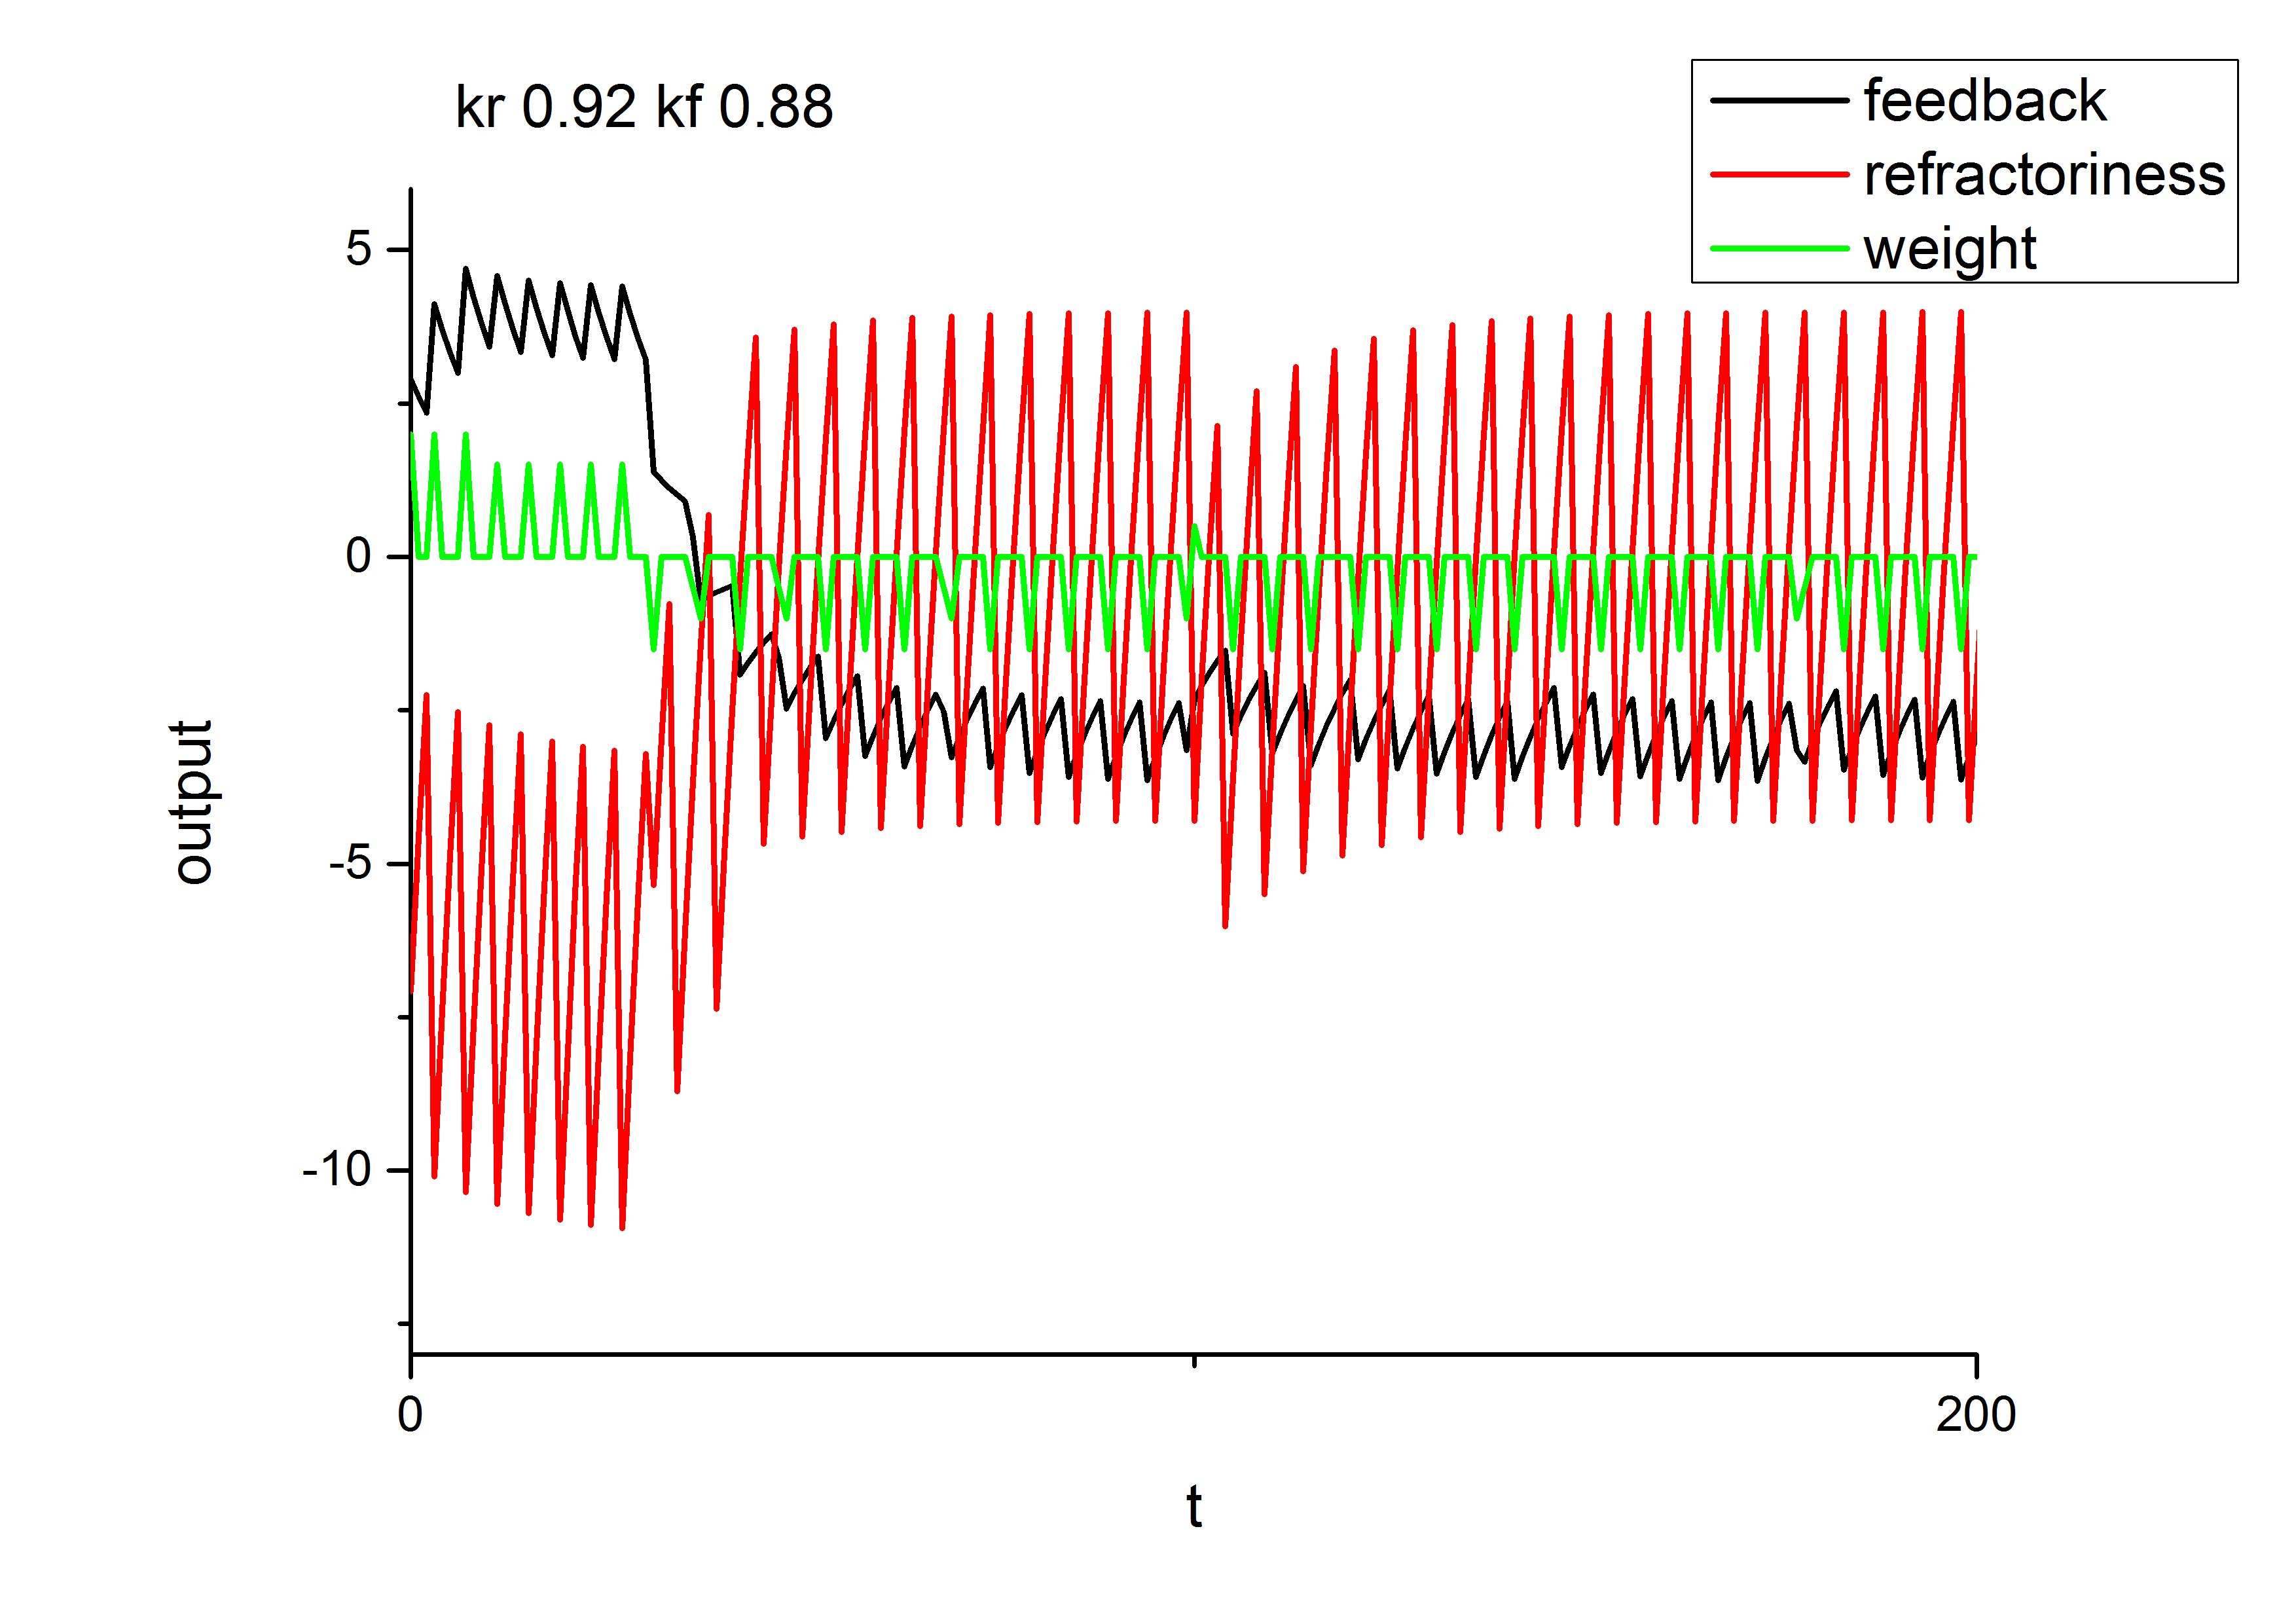 kr 0.92 kf 0.88
feedback
refractoriness
weight
5
0
-5
-10
output
0
200
t